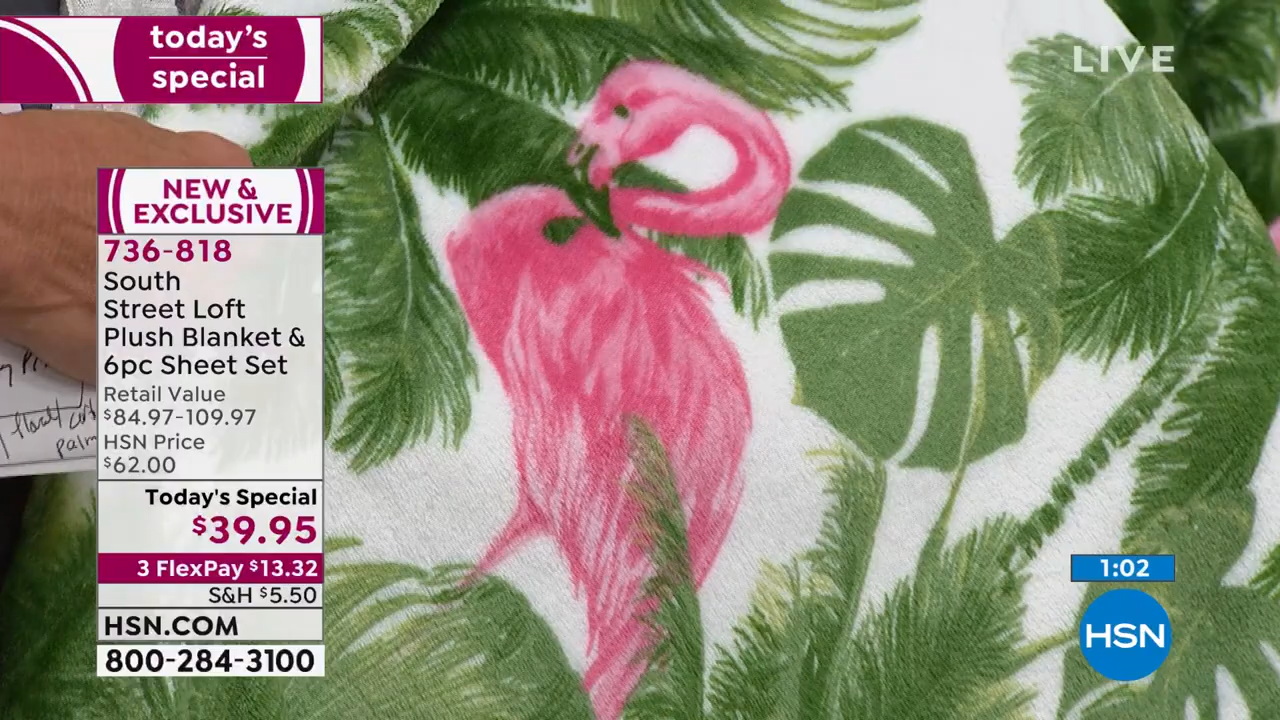 today's
special
LIVE
NEW &
EXCLUSIVE
736-818
South
Street Loft
Plush Blanket &
6pc Sheet Set
Retail Value
$84.97-109.97
HSN Price
$62.00
Today's Special
$39.95
3 FlexPay $13.32
S&H $5.50
HSN.COM
800-284-3100
palm
1:02
HSN